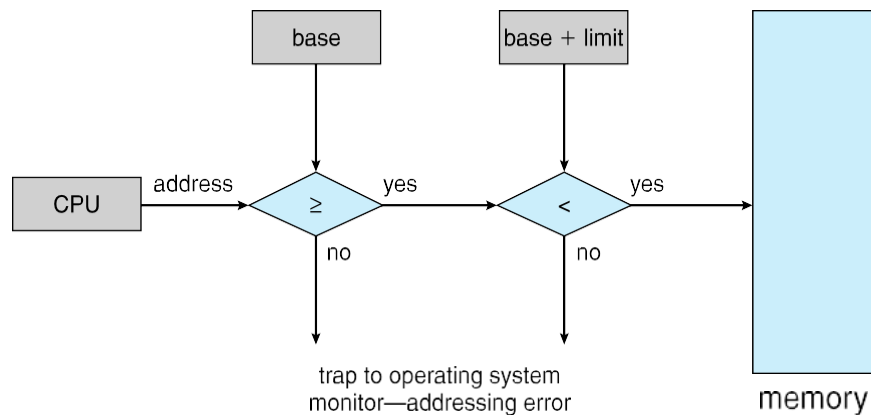 base
base + limit
CPU
address
≥
yes
<
yes
no
no
trap to operating system
monitor—addressing error
memory